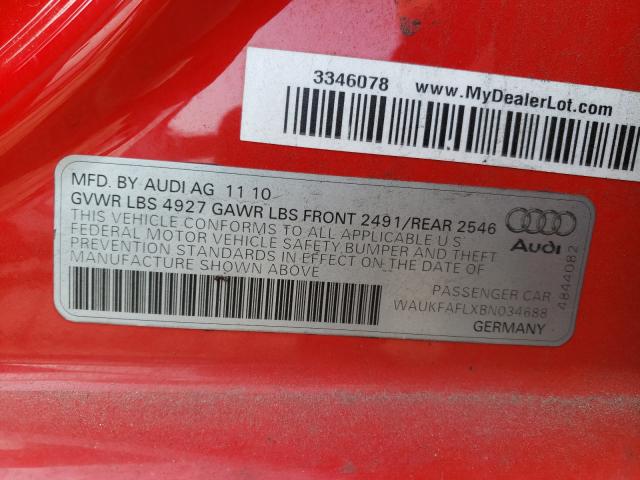 3346078 www.MyDealerLot.com
MFD. BY AUDI AG 11 10
GVWR LBS 4927 GAWR LBS FRONT 2491/REAR 2546
THIS VEHICLE CONFORMS TO ALL APPLICABLE U S
FEDERAL MOTOR VEHICLE SAFETY,BUMPER AND THEFT
PREVENTION STANDARDS IN EFFECT ON THE DATE OF
MANUFACTURE SHOWN ABOVE
Audi
4844082
PASSENGER CAR
WAUKFAFLXBN034688
GERMANY